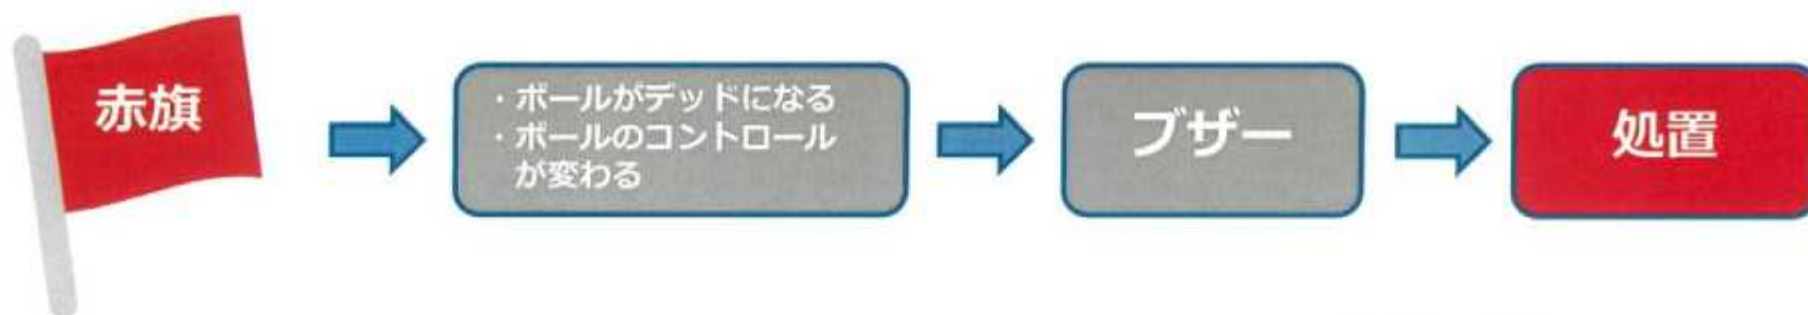 赤旗
・ボールがデッドになる
・ボールのコントロール
が変わる
ブザー
処置